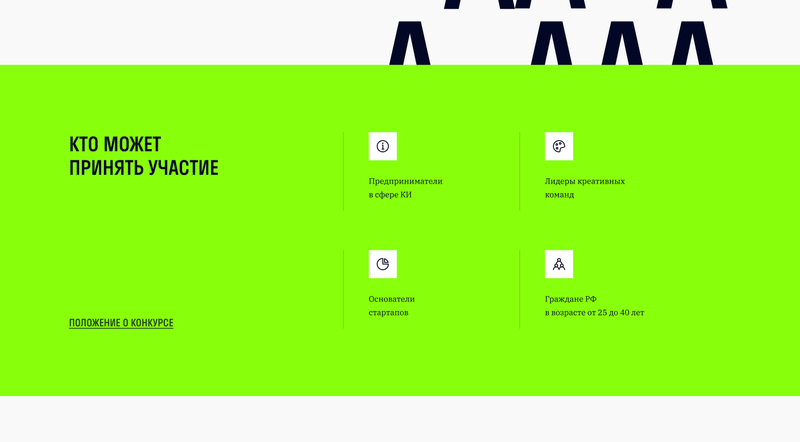 КТО МОЖЕТ
ПРИНЯТЬ УЧАСТИЕ
Предприниматели
в сфере КИ
Лидеры креативных
команд
Основатели
стартапов
Граждане РФ
в возрасте от 25 до 40 лет
ПОЛОЖЕНИЕ О КОНКУРСЕ